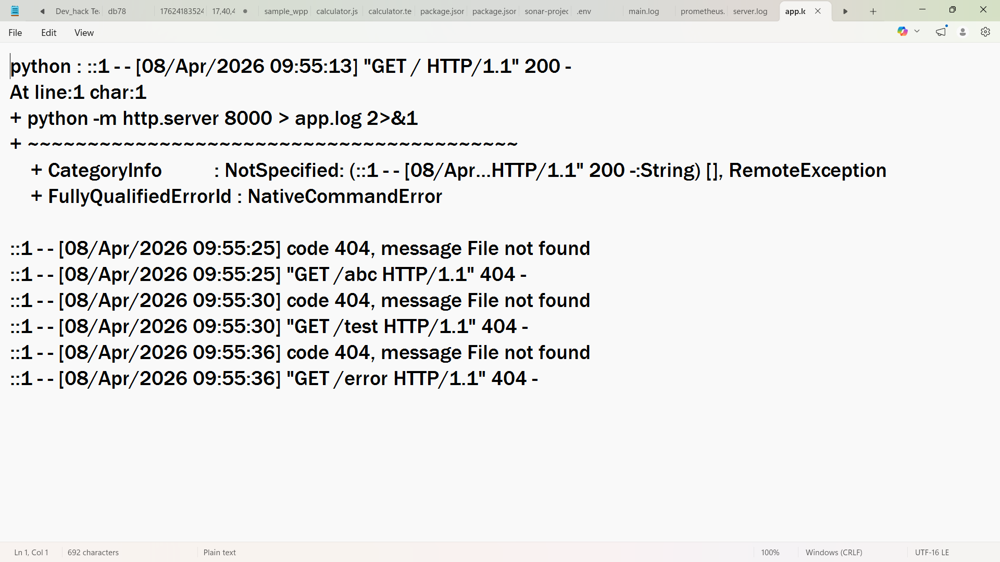 Dev_hack Te
db78
17624183524
17,40,4
sample_wpp
calculator.js
calculator.te
package.json
package.json
sonar-projec
.env
main.log
prometheus.
server.log
app.lo
File Edit View
python : ::1 - - [08/Apr/2026 09:55:13] "GET / HTTP/1.1" 200 -
At line:1 char:1
+ python -m http.server 8000 > app.log 2>&1
+ ~~~~~~~~~~~~~~~~~~~~~~~~~~~~~~~~~~~~~~~~~
    + CategoryInfo          : NotSpecified: (::1 - - [08/Apr...HTTP/1.1" 200 -:String) [], RemoteException
    + FullyQualifiedErrorId : NativeCommandError
::1 - - [08/Apr/2026 09:55:25] code 404, message File not found
::1 - - [08/Apr/2026 09:55:25] "GET /abc HTTP/1.1" 404 -
::1 - - [08/Apr/2026 09:55:30] code 404, message File not found
::1 - - [08/Apr/2026 09:55:30] "GET /test HTTP/1.1" 404 -
::1 - - [08/Apr/2026 09:55:36] code 404, message File not found
::1 - - [08/Apr/2026 09:55:36] "GET /error HTTP/1.1" 404 -
Ln 1, Col 1 692 characters Plain text 100% Windows (CRLF) UTF-16 LE